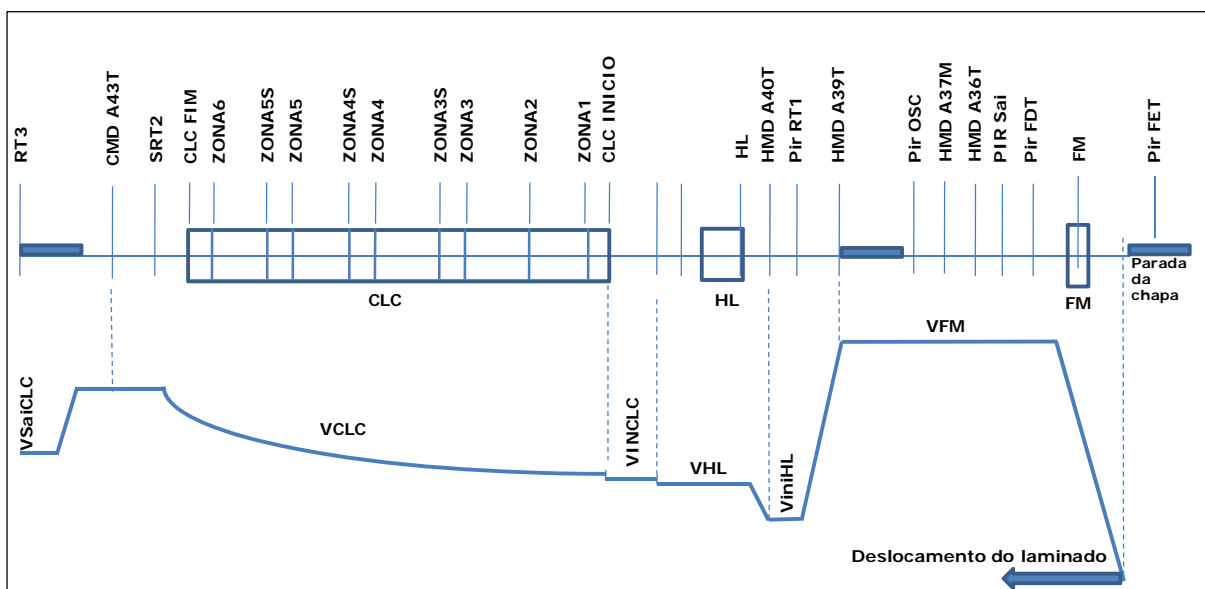 RT3
CMD A43T
SRT2
CLC FIM
ZONA6
ZONA5S
ZONA5
ZONA4S
ZONA4
ZONA3S
ZONA3
ZONA2
ZONA1
CLC INICIO
HL
HMD A40T
Pir RT1
HMD A39T
Pir OSC
HMD A37M
HMD A36T
PIR Sai
Pir FDT
FM
Pir FET
CLC
HL
FM
Parada
da
chapa
VSaiCLC
VCLC
VINCLC
VHL
ViniHL
VFM
Deslocamento do laminado